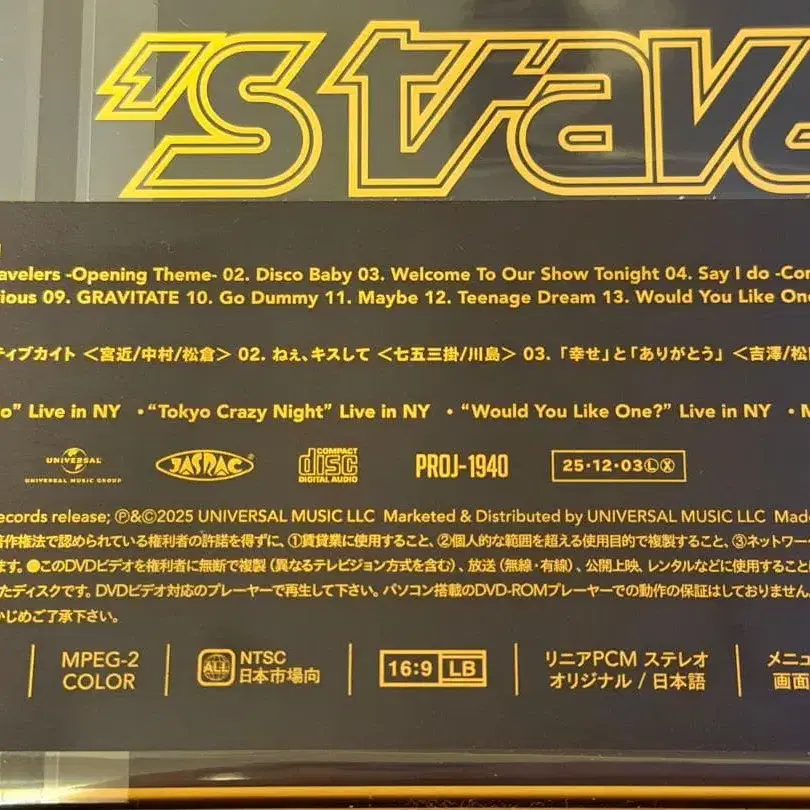 'S трave
avelers -Opening Theme- 02. Disco Baby 03. Welcome To Our Show Tonight 04. Say I do -Con
ious 09. GRAVITATE 10. Go Dummy 11. Maybe 12. Teenage Dream 13. Would You Like One
ティブカイト ＜宮近/中村/松倉＞ 02. ねぇ、キスして ＜七五三掛/川島＞ 03. 「幸せ」と「ありがとう」 ＜吉澤/松
o” Live in NY •“Tokyo Crazy Night” Live in NY • “Would You Like One?” Live in NY • M
UNIVERSAL
UNIVERSAL MUSIC GROUP
JASRAC
COMPACT
disc
DIGITAL AUDIO
PROJ-1940
25･12･03ⓁⓍ
ecords release; Ⓟ&©2025 UNIVERSAL MUSIC LLC Marketed & Distributed by UNIVERSAL MUSIC LLC Made
著作権法で認められている権利者の許諾を得ずに、①賃貸業に使用すること、②個人的な範囲を超える使用目的で複製すること、③ネットワーク
ます。●このDVDビデオを権利者に無断で複製（異なるテレビジョン方式を含む）、放送（無線・有線）、公開上映、レンタルなどに使用すること
たディスクです。DVDビデオ対応のプレーヤーで再生して下さい。パソコン搭載のDVD-ROMプレーヤーでの動作の保証はしておりません。
かじめご了承下さい。
MPEG-2
COLOR
ALL
NTSC
日本市場向
16:9 LB
リニアPCM ステレオ
オリジナル / 日本語
メニュ
画面